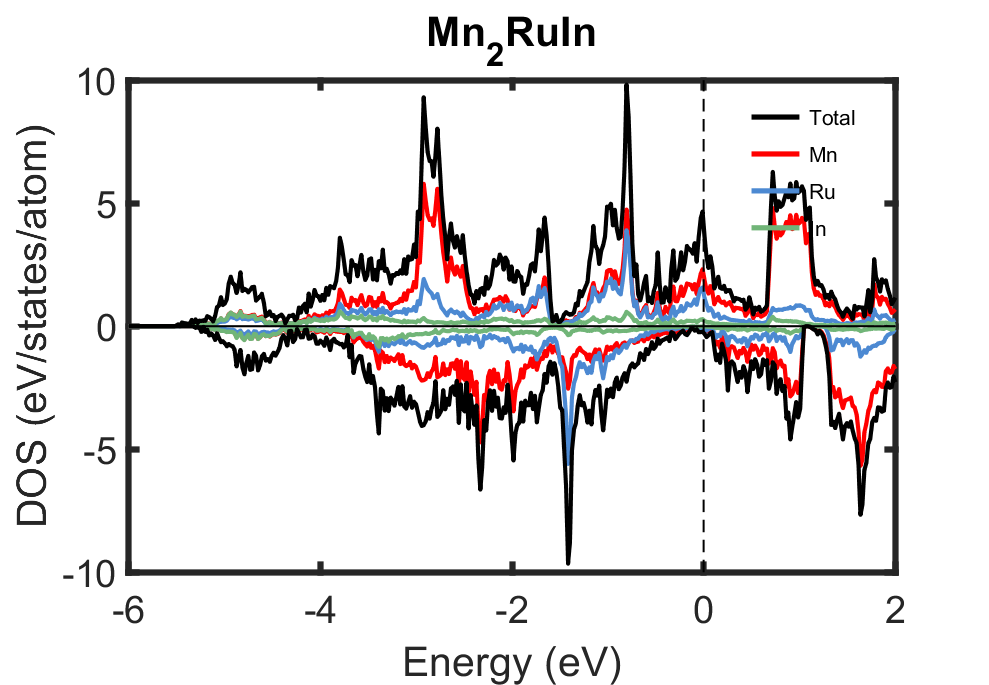 Mn2RuIn
10
5
0
-5
-10
DOS (eV/states/atom)
Total
Mn
Ru
In
-6 -4 -2 0 2
Energy (eV)